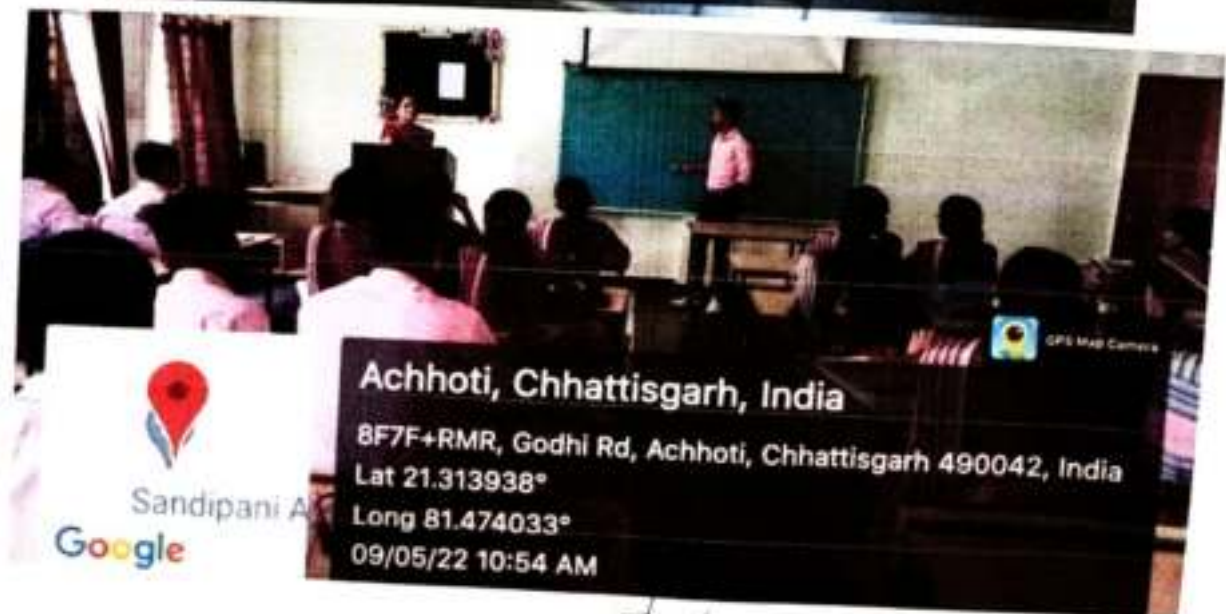 GPS Map Camera
Achhoti, Chhattisgarh, India
8F7F+RMR, Godhi Rd, Achhoti, Chhattisgarh 490042, India
Lat 21.313938°
Long 81.474033°
09/05/22 10:54 AM
Sandipani A
Google